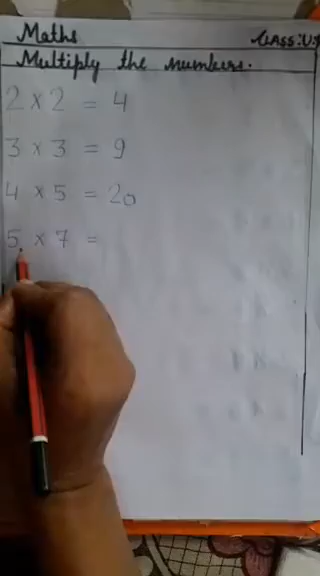 Maths CLASS: U.
Multiply the numbers.
2 × 2 = 4
3 × 3 = 9
4 × 5 = 20
5 × 7 =